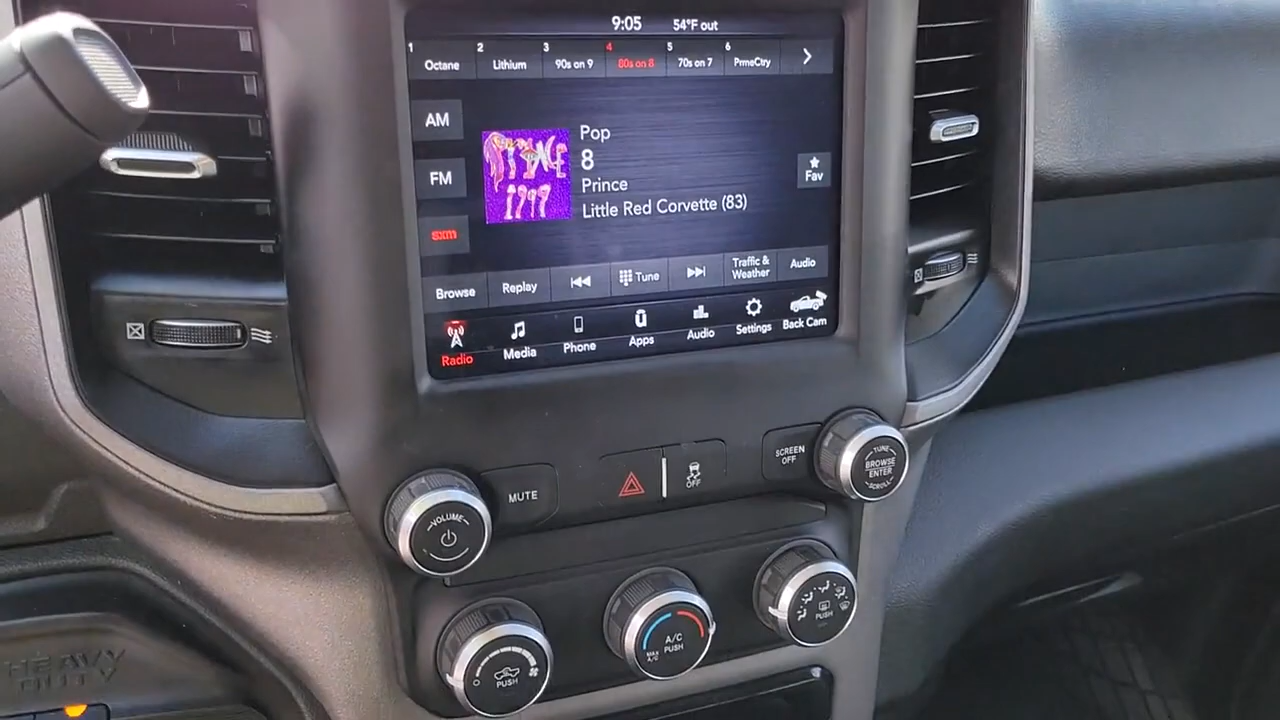 9:05 54°F out
1 2 3 4 5 6
Octane Lithium 90s on 9 80s on 8 70s on 7 PrmeCtry
AM
FM
sxm
PRINCE
1999
Pop
8
Prince
Little Red Corvette (83)
Fav
Browse Replay Tune Traffic & Weather Audio
Radio Media Phone Apps Audio Settings Back Cam
VOLUME
MUTE
OFF
SCREEN
OFF
TUNE
BROWSE
ENTER
SCROLL
PUSH
MAX
A/C
A/C
PUSH
PUSH
HEAVY
DUTY